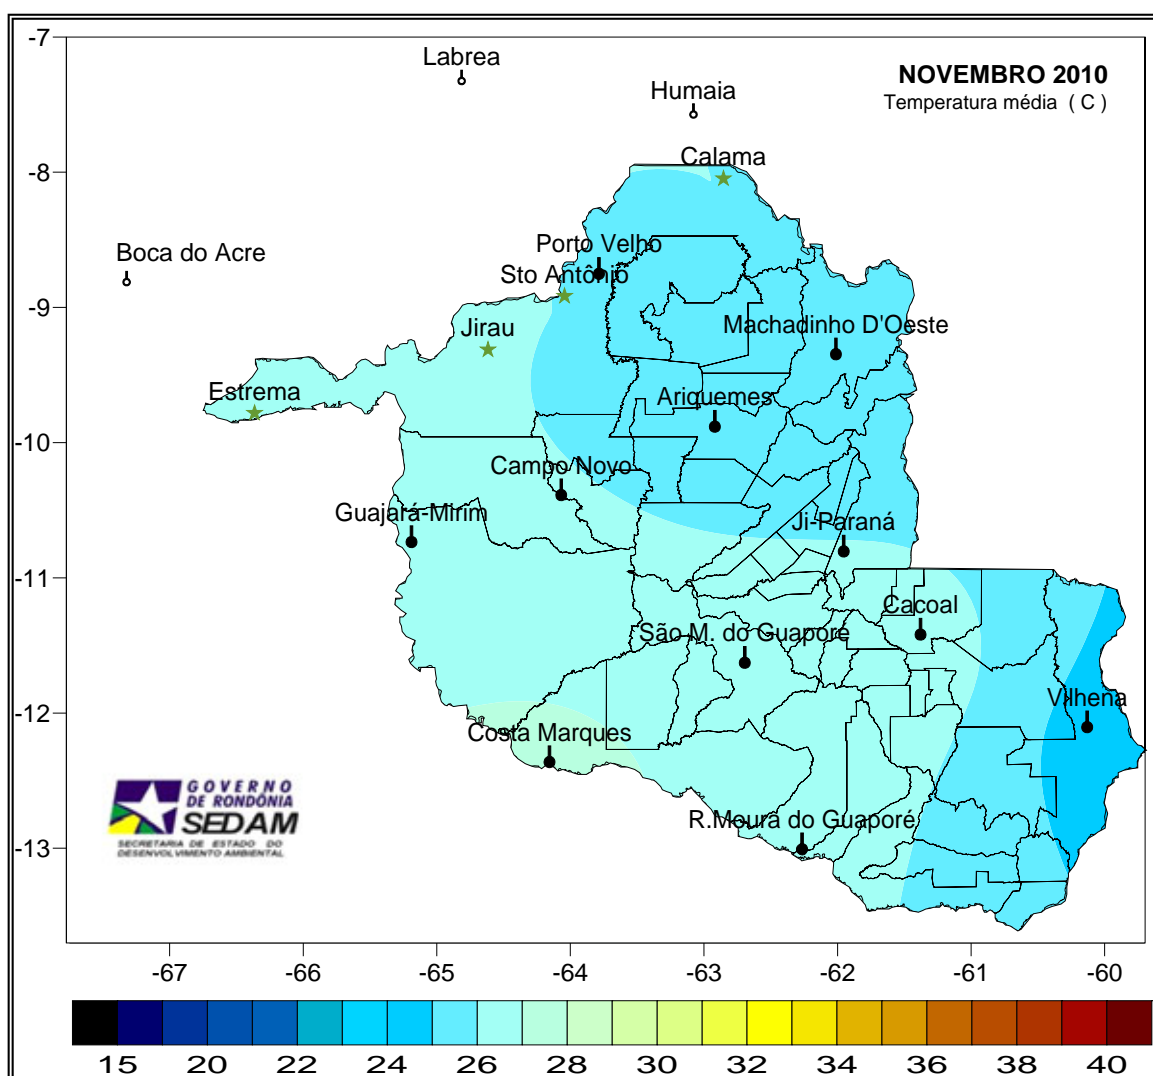 -7
Labrea
NOVEMBRO 2010
Temperatura média ( C )
Humaia
-8
Calama
Boca do Acre
Porto Velho
Sto Antônio
-9
Jirau
Machadinho D'Oeste
Estrema
Ariquemes
-10
Campo Novo
Guajará-Mirim
Ji-Paraná
-11
Cacoal
São M. do Guaporé
Vilhena
-12
Costa Marques
GOVERNO
DE RONDÔNIA
SEDAM
SECRETARIA DE ESTADO DO
DESENVOLVIMENTO AMBIENTAL
R.Moura do Guaporé
-13
-67 -66 -65 -64 -63 -62 -61 -60
15 20 22 24 26 28 30 32 34 36 38 40